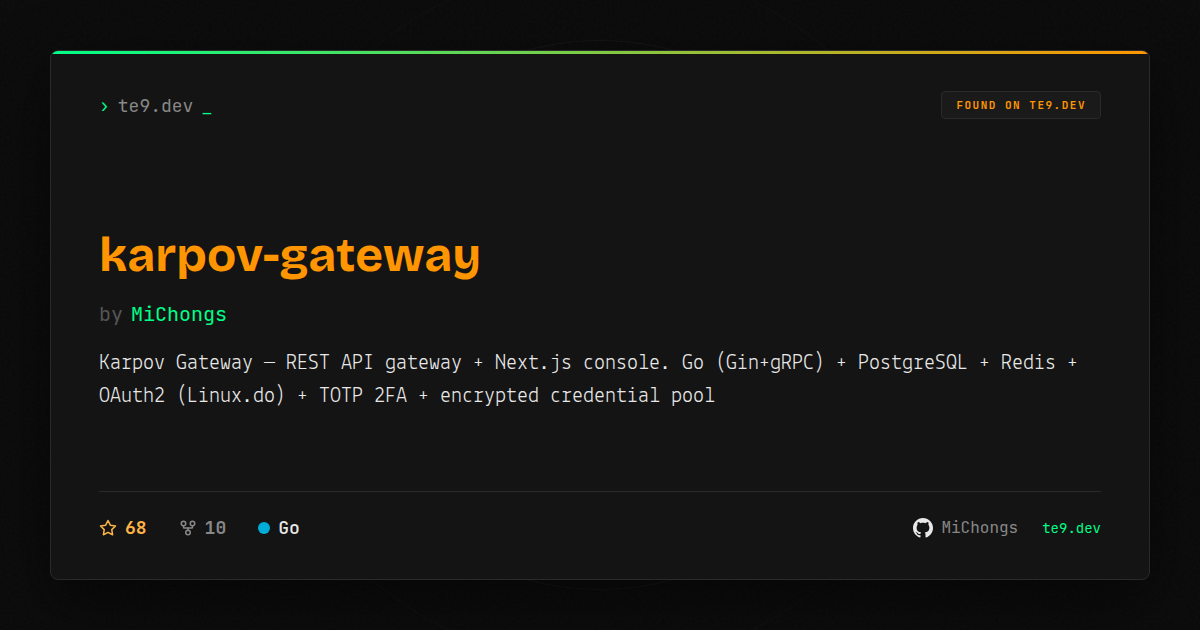 › te9.dev _
FOUND ON TE9.DEV
karpov-gateway
by MiChongs
Karpov Gateway — REST API gateway + Next.js console. Go (Gin+gRPC) + PostgreSQL + Redis +
OAuth2 (Linux.do) + TOTP 2FA + encrypted credential pool
68 10 Go
MiChongs te9.dev